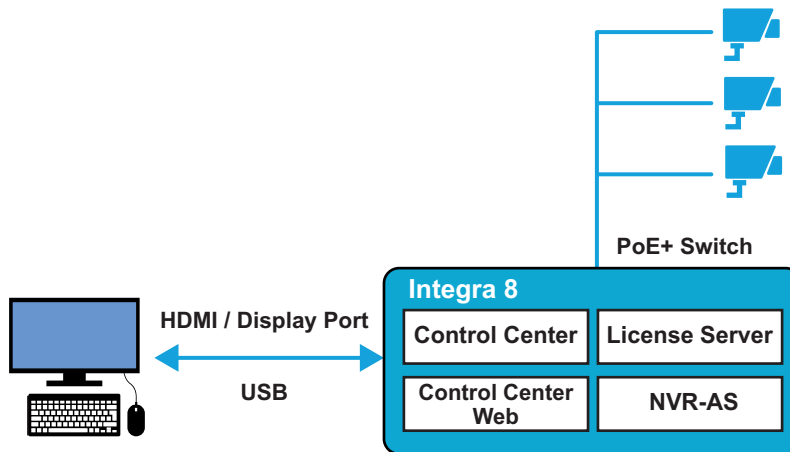 PoE+ Switch
Integra 8
HDMI / Display Port
USB
Control Center
License Server
Control Center
Web
NVR-AS